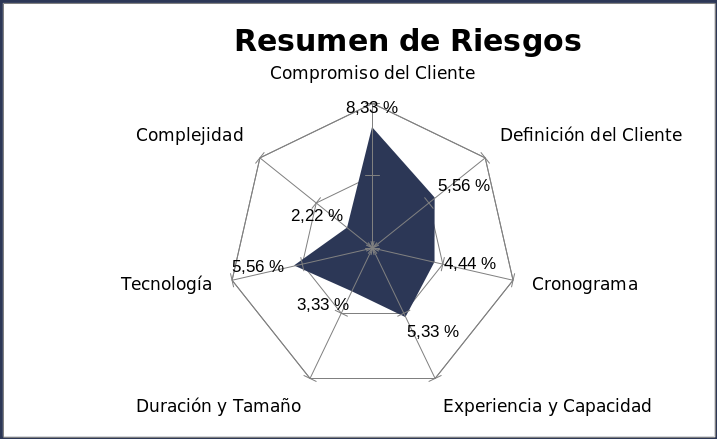 Resumen de Riesgos
Compromiso del Cliente
8,33 %
Complejidad
Definición del Cliente
5,56 %
2,22 %
5,56 %
4,44 %
Tecnología
Cronograma
3,33 %
5,33 %
Duración y Tamaño
Experiencia y Capacidad